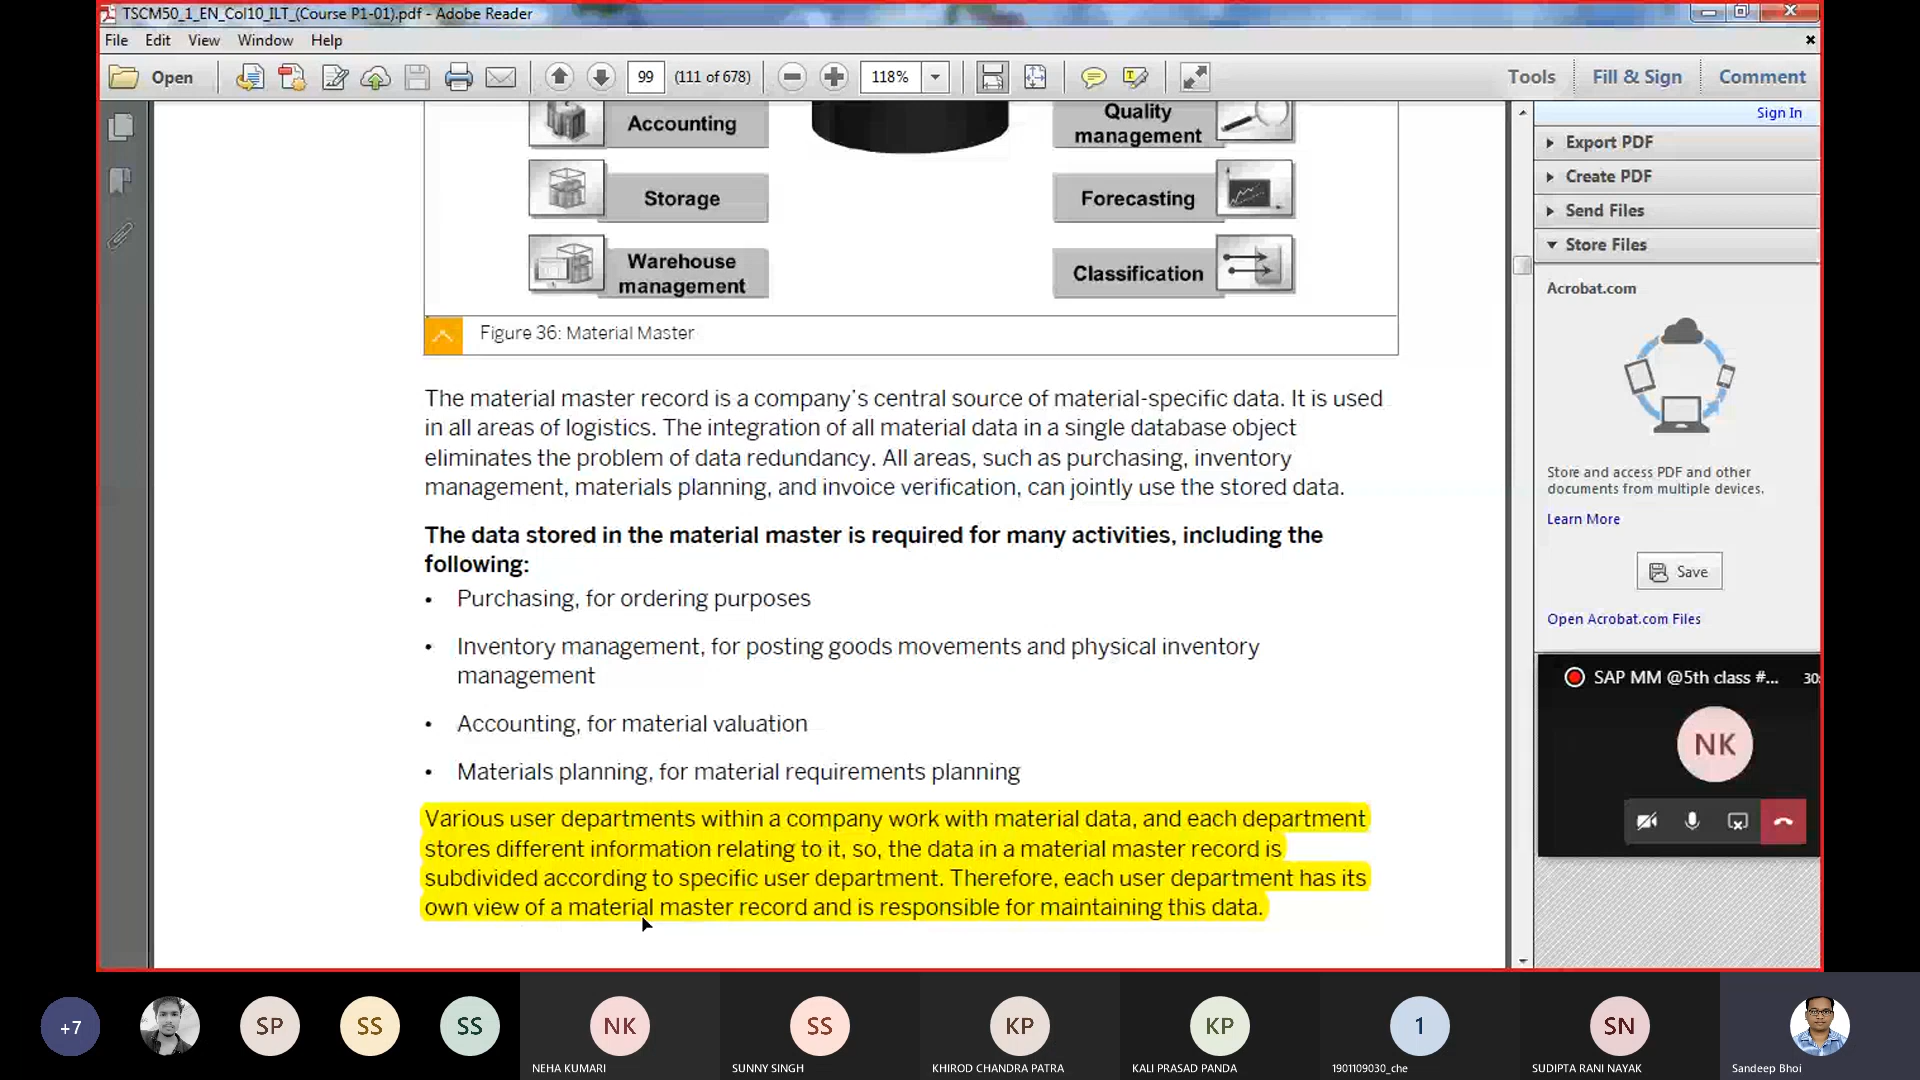 TSCM50_1_EN_Col10_ILT_(Course P1-01).pdf - Adobe Reader
File Edit View Window Help
Open 99 (111 of 678) 118% Tools Fill & Sign Comment
Sign In
Export PDF
Create PDF
Send Files
Store Files
Acrobat.com
Store and access PDF and other
documents from multiple devices.
Learn More
Save
Open Acrobat.com Files
Accounting
Quality
management
Storage
Forecasting
Warehouse
management
Classification
Figure 36: Material Master
The material master record is a company's central source of material-specific data. It is used
in all areas of logistics. The integration of all material data in a single database object
eliminates the problem of data redundancy. All areas, such as purchasing, inventory
management, materials planning, and invoice verification, can jointly use the stored data.
The data stored in the material master is required for many activities, including the
following:
• Purchasing, for ordering purposes
• Inventory management, for posting goods movements and physical inventory
management
• Accounting, for material valuation
• Materials planning, for material requirements planning
Various user departments within a company work with material data, and each department
stores different information relating to it, so, the data in a material master record is
subdivided according to specific user department. Therefore, each user department has its
own view of a material master record and is responsible for maintaining this data.
SAP MM @5th class #... 30:
NK
+7 SP SS SS NK SS KP KP 1 SN
NEHA KUMARI SUNNY SINGH KHIROD CHANDRA PATRA KALI PRASAD PANDA 1901109030_che SUDIPTA RANI NAYAK Sandeep Bhoi